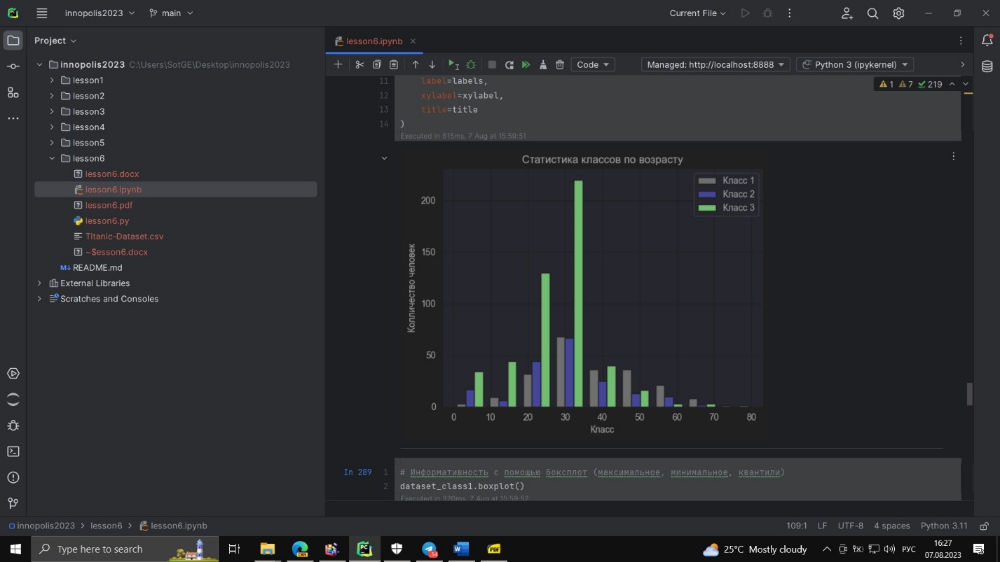 PC
innopolis2023
main
Current File
Project
lesson6.ipynb
innopolis2023 C:\Users\SotGE\Desktop\innopolis2023
lesson1
lesson2
lesson3
lesson4
lesson5
lesson6
lesson6.docx
lesson6.ipynb
lesson6.pdf
lesson6.py
Titanic-Dataset.csv
~$esson6.docx
M↓ README.md
External Libraries
Scratches and Consoles
Code
Managed: http://localhost:8888
Python 3 (ipykernel)
1 7 219
11 label=labels,
12 xylabel=xylabel,
13 title=title
14 )
Executed in 615ms, 7 Aug at 15:59:51
Статистика классов по возрасту
Класс 1
Класс 2
Класс 3
Колличество человек
200
150
100
50
0
0 10 20 30 40 50 60 70 80
Класс
In 289 1 # Информативность с помощью боксплот (максимальное, минимальное, квантили)
2 dataset_class1.boxplot()
Executed in 320ms, 7 Aug at 15:59:52
innopolis2023 > lesson6 > lesson6.ipynb
109:1 LF UTF-8 4 spaces Python 3.11
Type here to search
CAN
PC
54
W
PDF
25°C Mostly cloudy
РУС
16:27
07.08.2023